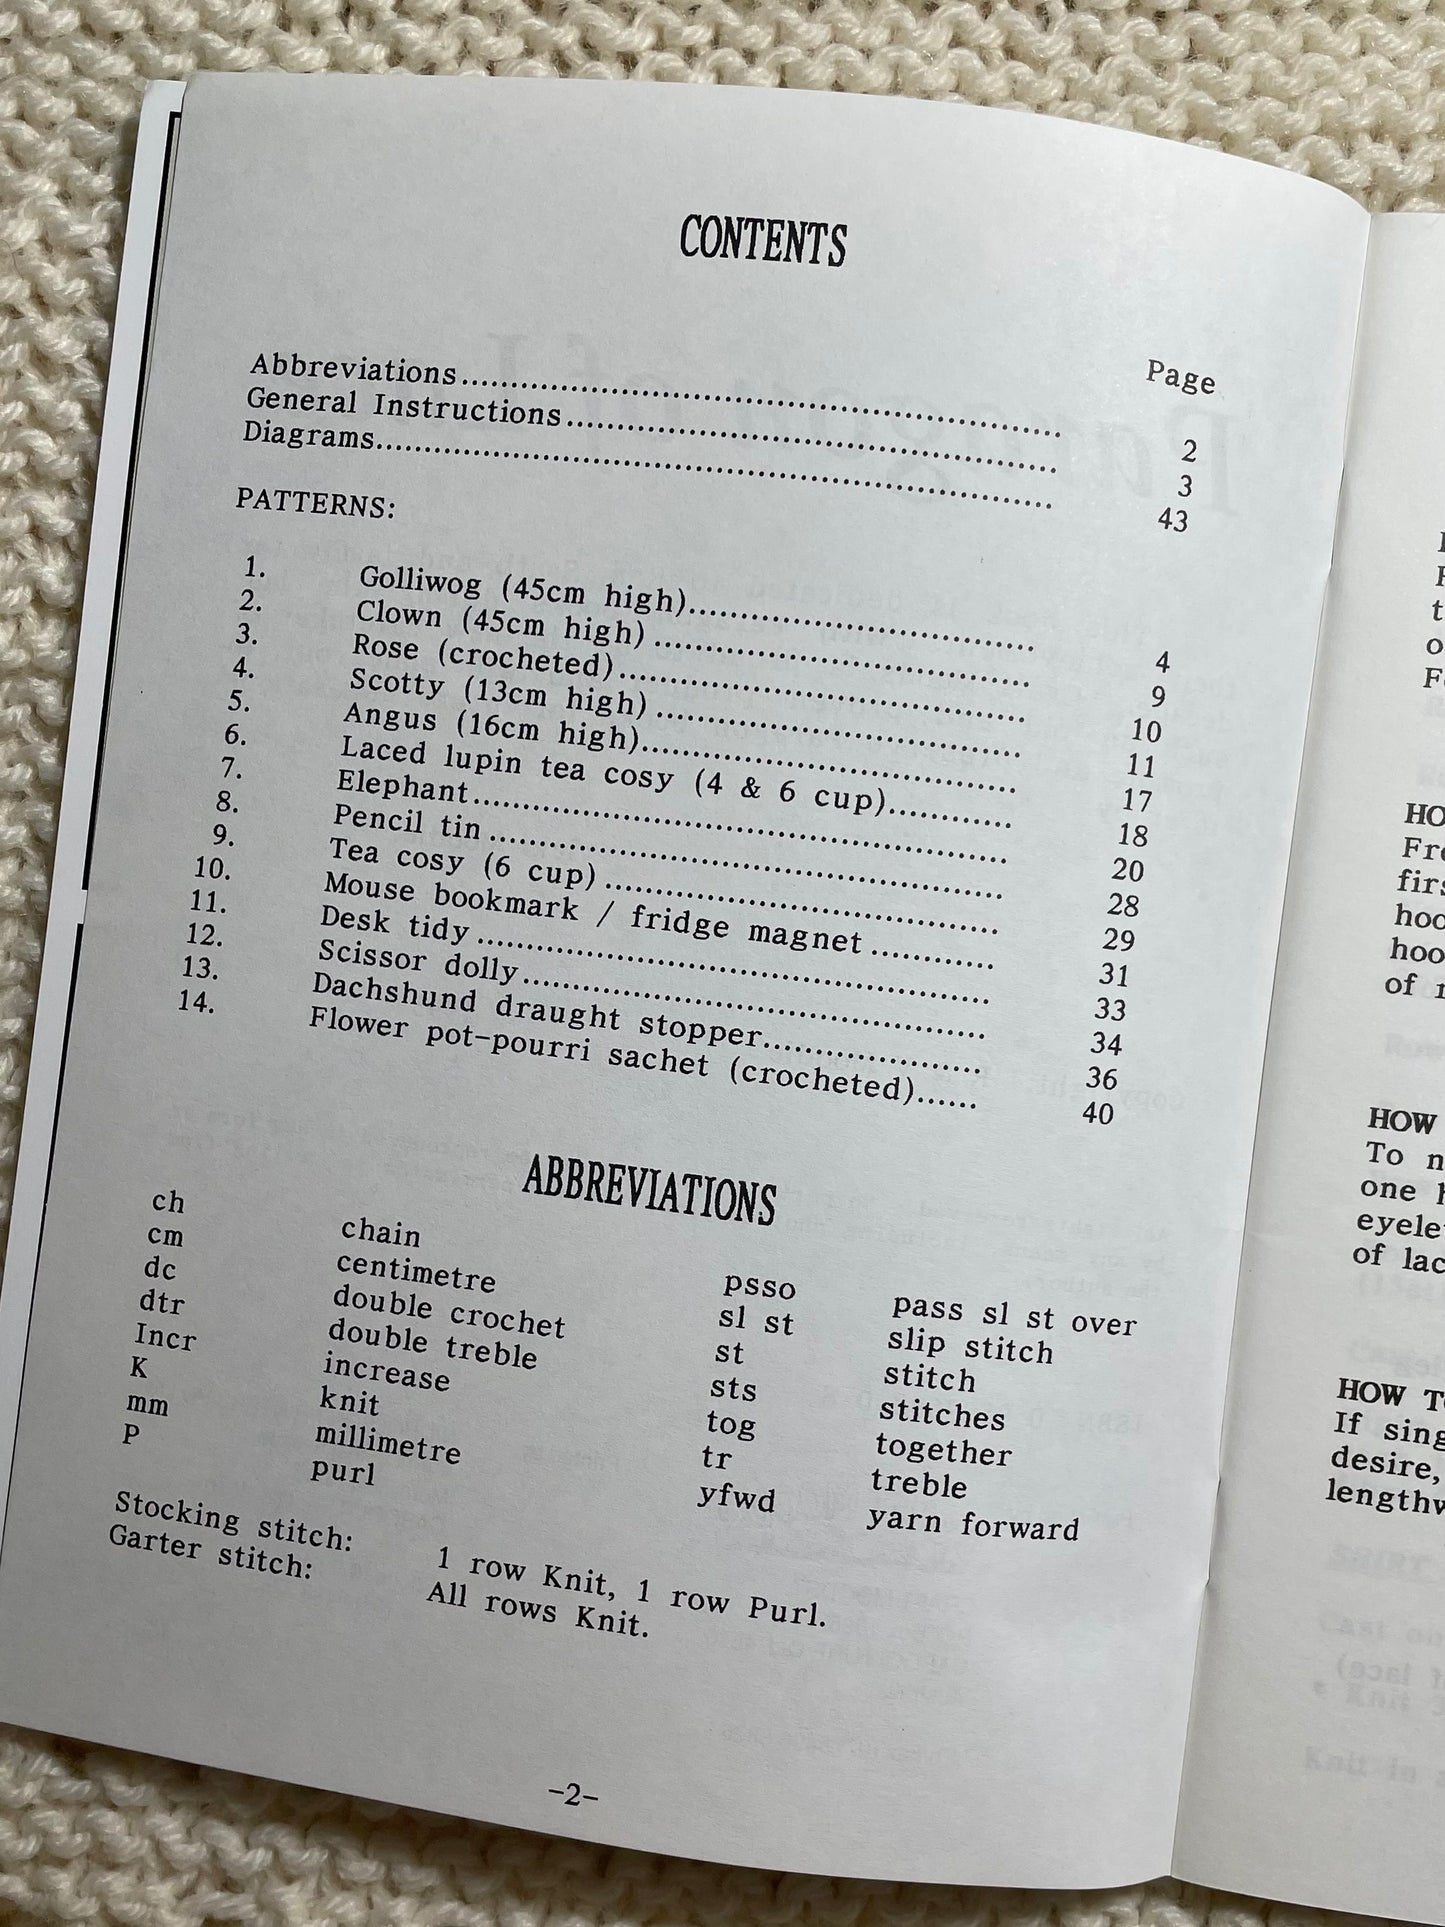 CONTENTS
Page
Abbreviations.......... 2
General Instructions.......... 3
Diagrams.......... 43
PATTERNS:
1. Golliwog (45cm high).......... 4
2. Clown (45cm high).......... 9
3. Rose (crocheted).......... 10
4. Scotty (13cm high).......... 11
5. Angus (16cm high).......... 17
6. Laced lupin tea cosy (4 & 6 cup).......... 18
7. Elephant.......... 20
8. Pencil tin.......... 28
9. Tea cosy (6 cup).......... 29
10. Mouse bookmark / fridge magnet.......... 31
11. Desk tidy.......... 33
12. Scissor dolly.......... 34
13. Dachshund draught stopper.......... 36
14. Flower pot-pourri sachet (crocheted)...... 40
ABBREVIATIONS
ch chain
cm centimetre
dc double crochet
dtr double treble
Incr increase
K knit
mm millimetre
P purl
psso pass sl st over
sl st slip stitch
st stitch
sts stitches
tog together
tr treble
yfwd yarn forward
Stocking stitch: 1 row Knit, 1 row Purl.
Garter stitch: All rows Knit.
-2-
HOW
To n
one
of lac
HOW
If sing
desire,
lengthw